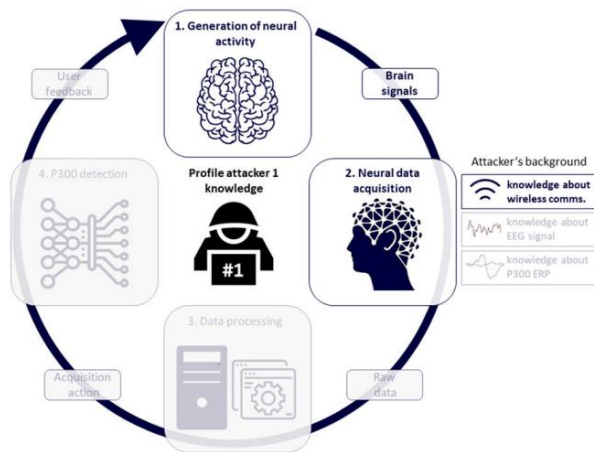 1. Generation of neural
activity
User
feedback
Brain
signals
4. P300 detection
Profile attacker 1
knowledge
#1
2. Neural data
acquisition
Attacker's background
knowledge about
wireless comms.
knowledge about
EEG signal
knowledge about
P300 ERP
3. Data processing
Acquisition
action
Raw
data